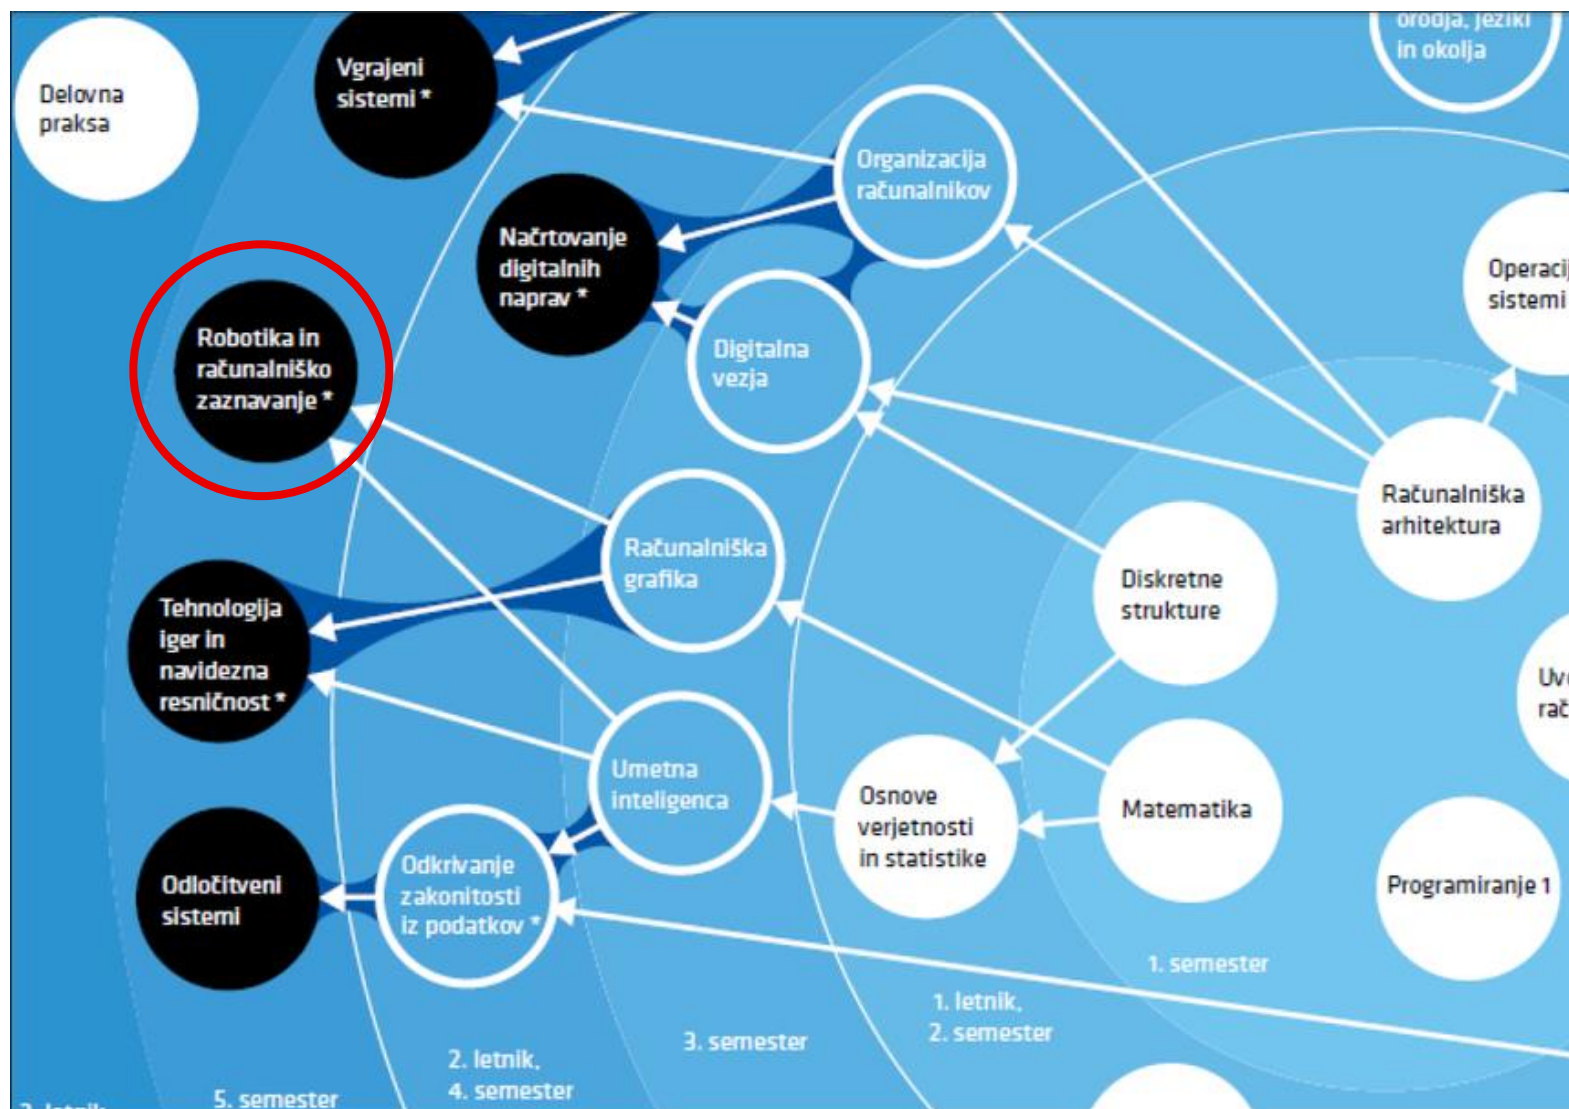 orodja, jeziki
in okolja
Vgrajeni
sistemi *
Delovna
praksa
Organizacija
računalnikov
Načrtovanje
digitalnih
naprav *
Operacij
sistemi
Robotika in
računalniško
zaznavanje *
Digitalna
vezja
Računalniška
arhitektura
Računalniška
grafika
Diskretne
strukture
Tehnologija
iger in
navidezna
resničnost *
Umetna
inteligenca
Osnove
verjetnosti
in statistike
Matematika
Odločitveni
sistemi
Odkrivanje
zakonitosti
iz podatkov *
Programiranje 1
1. semester
1. letnik,
2. semester
3. semester
2. letnik,
4. semester
5. semester